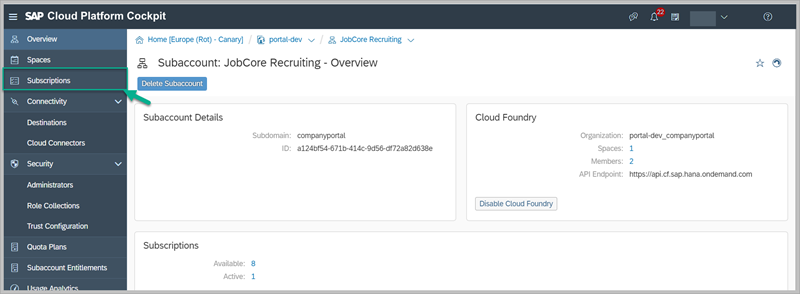 SAP Cloud Platform Cockpit
22
Overview
Spaces
Subscriptions
Connectivity
Destinations
Cloud Connectors
Security
Administrators
Role Collections
Trust Configuration
Quota Plans
Subaccount Entitlements
Usage Analytics
Home [Europe (Rot) - Canary] / portal-dev / JobCore Recruiting
Subaccount: JobCore Recruiting - Overview
Delete Subaccount
Subaccount Details
Subdomain: companyportal
ID: a124bf54-671b-414c-9d56-df72a82d638e
Cloud Foundry
Organization: portal-dev_companyportal
Spaces: 1
Members: 2
API Endpoint: https://api.cf.sap.hana.ondemand.com
Disable Cloud Foundry
Subscriptions
Available: 8
Active: 1